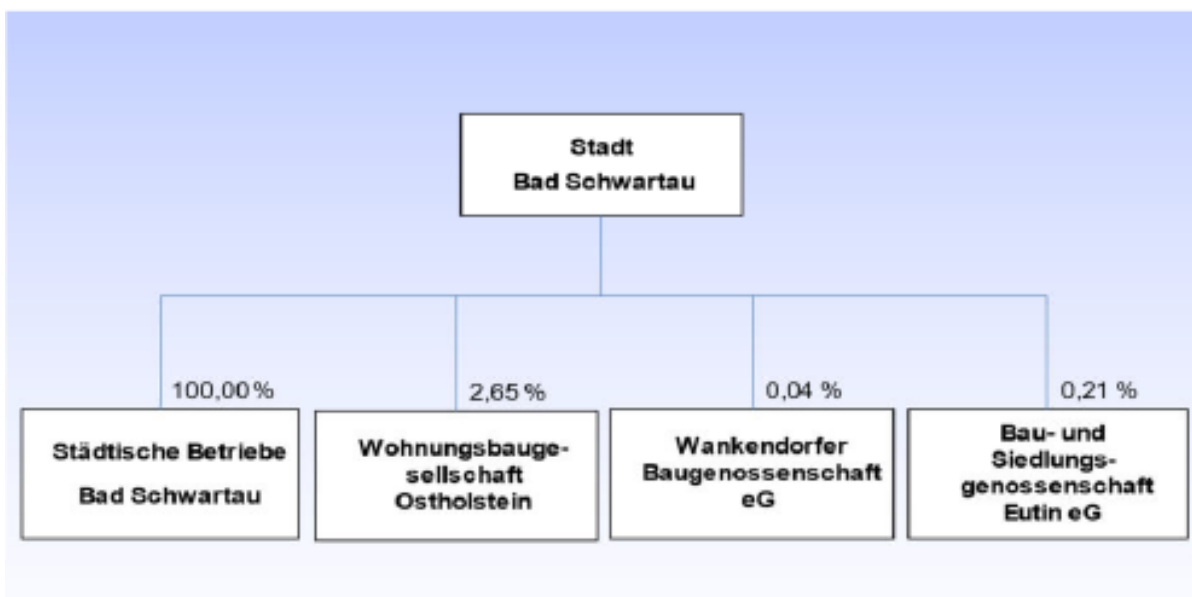 Stadt
Bad Schwartau
100,00 %
Städtische Betriebe
Bad Schwartau
2,65 %
Wohnungsbauge-
sellschaft
Ostholstein
0,04 %
Wankendorfer
Baugenossenschaft
eG
0,21 %
Bau- und
Siedlungs-
genossenschaft
Eutin eG